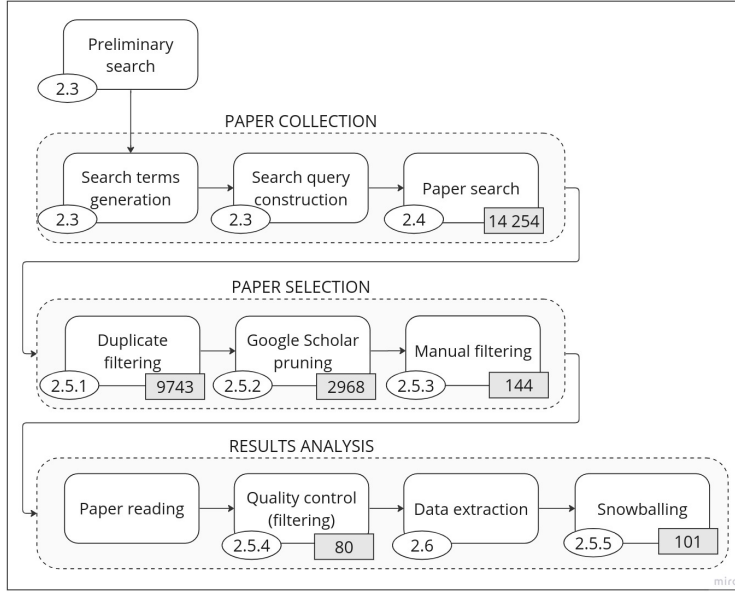 Preliminary
search
2.3
PAPER COLLECTION
Search terms
generation
2.3
Search query
construction
2.3
Paper search
2.4
14 254
PAPER SELECTION
Duplicate
filtering
2.5.1
9743
Google Scholar
pruning
2.5.2
2968
Manual filtering
2.5.3
144
RESULTS ANALYSIS
Paper reading
Quality control
(filtering)
2.5.4
80
Data extraction
2.6
Snowballing
2.5.5
101